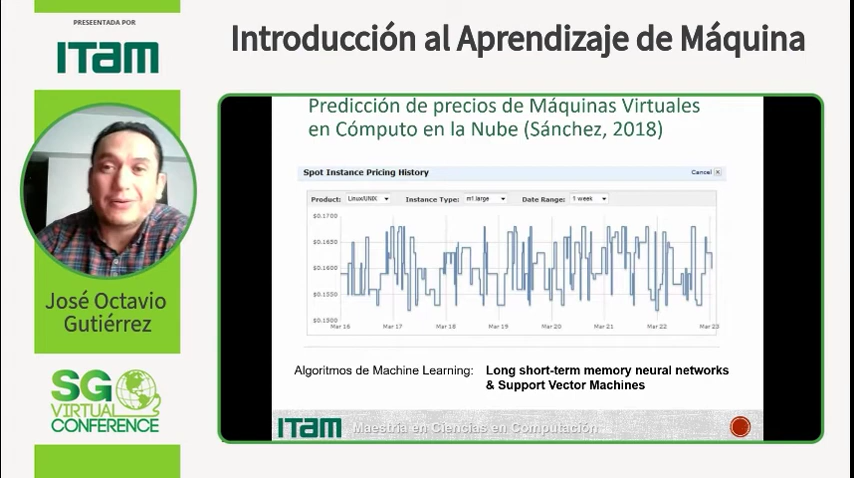 PRESEENTADA POR
ITAM
Introducción al Aprendizaje de Máquina
José Octavio
Gutiérrez
SG
VIRTUAL
CONFERENCE
Predicción de precios de Máquinas Virtuales
en Cómputo en la Nube (Sánchez, 2018)
Spot Instance Pricing History
Cancel
Product: Linux/UNIX Instance Type: m1.large Date Range: 1 week
$0.1700
$0.1650
$0.1600
$0.1550
$0.1500
Mar 16 Mar 17 Mar 18 Mar 19 Mar 20 Mar 21 Mar 22 Mar 23
Algoritmos de Machine Learning: Long short-term memory neural networks
& Support Vector Machines
ITAM Maestría en Ciencias en Computación